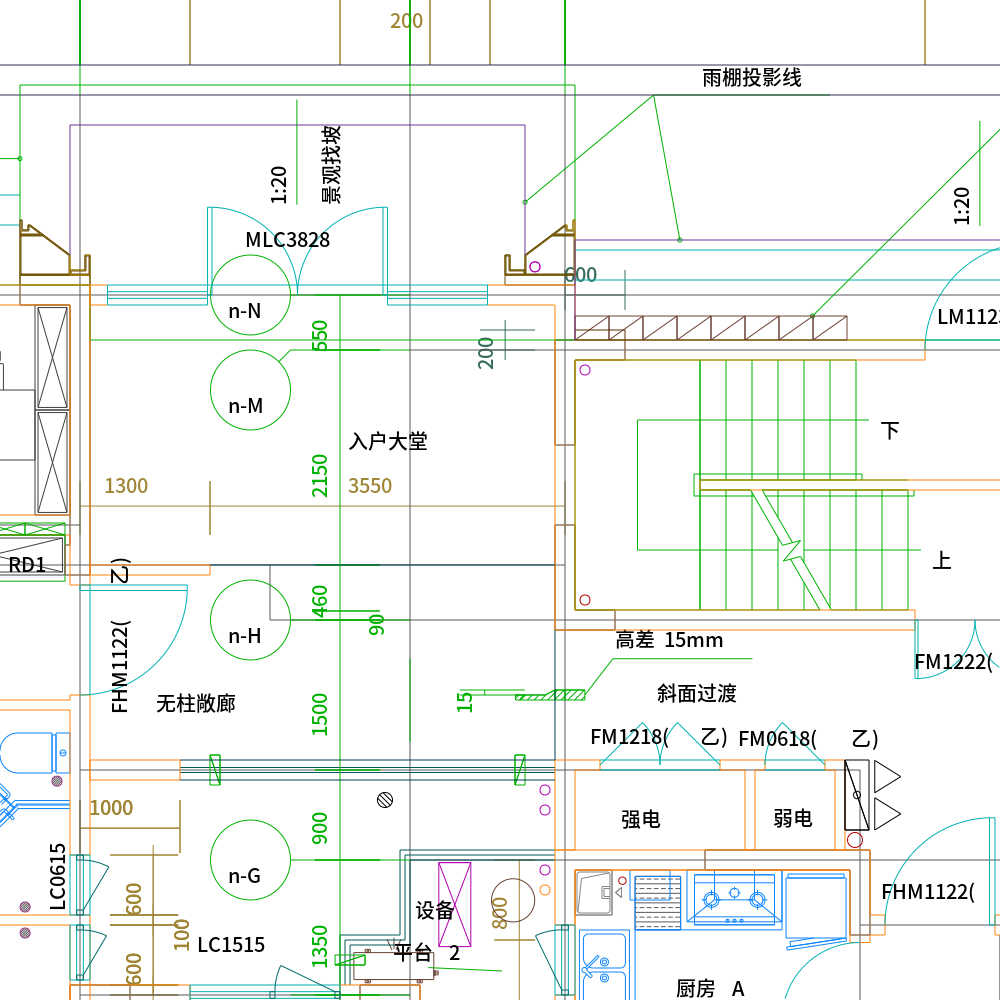 200
雨棚投影线
1:20
景观找坡
1:20
MLC3828
600
n-N
LM112
550
200
n-M
入户大堂
下
1300
2150
3550
RD1
FHM1122(
乙)
上
460
90
n-H
高差 15mm
FM1222(
无柱敞廊
1500
15
斜面过渡
FM1218(
乙)
FM0618(
乙)
1000
900
强电
弱电
LC0615
n-G
FHM1122(
600
设备
800
100
LC1515
1350
平台 2
600
厨房 A